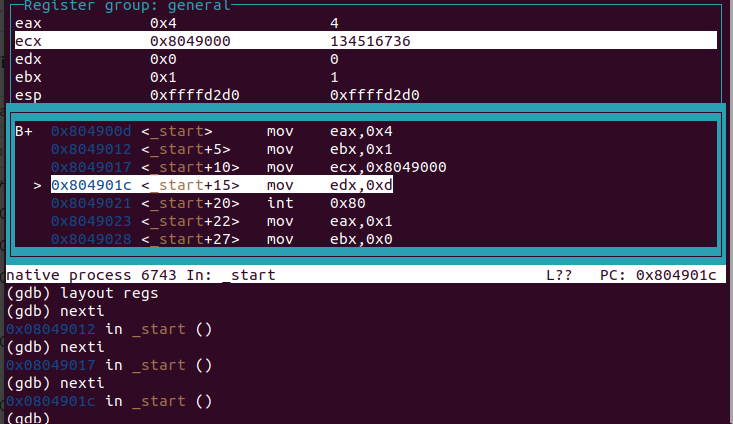 Register group: general
eax 0x4 4
ecx 0x8049000 134516736
edx 0x0 0
ebx 0x1 1
esp 0xffffd2d0 0xffffd2d0
B+ 0x804900d <_start> mov eax,0x4
0x8049012 <_start+5> mov ebx,0x1
0x8049017 <_start+10> mov ecx,0x8049000
> 0x804901c <_start+15> mov edx,0xd
0x8049021 <_start+20> int 0x80
0x8049023 <_start+22> mov eax,0x1
0x8049028 <_start+27> mov ebx,0x0
native process 6743 In: _start L?? PC: 0x804901c
(gdb) layout regs
(gdb) nexti
0x08049012 in _start ()
(gdb) nexti
0x08049017 in _start ()
(gdb) nexti
0x0804901c in _start ()
(gdb)